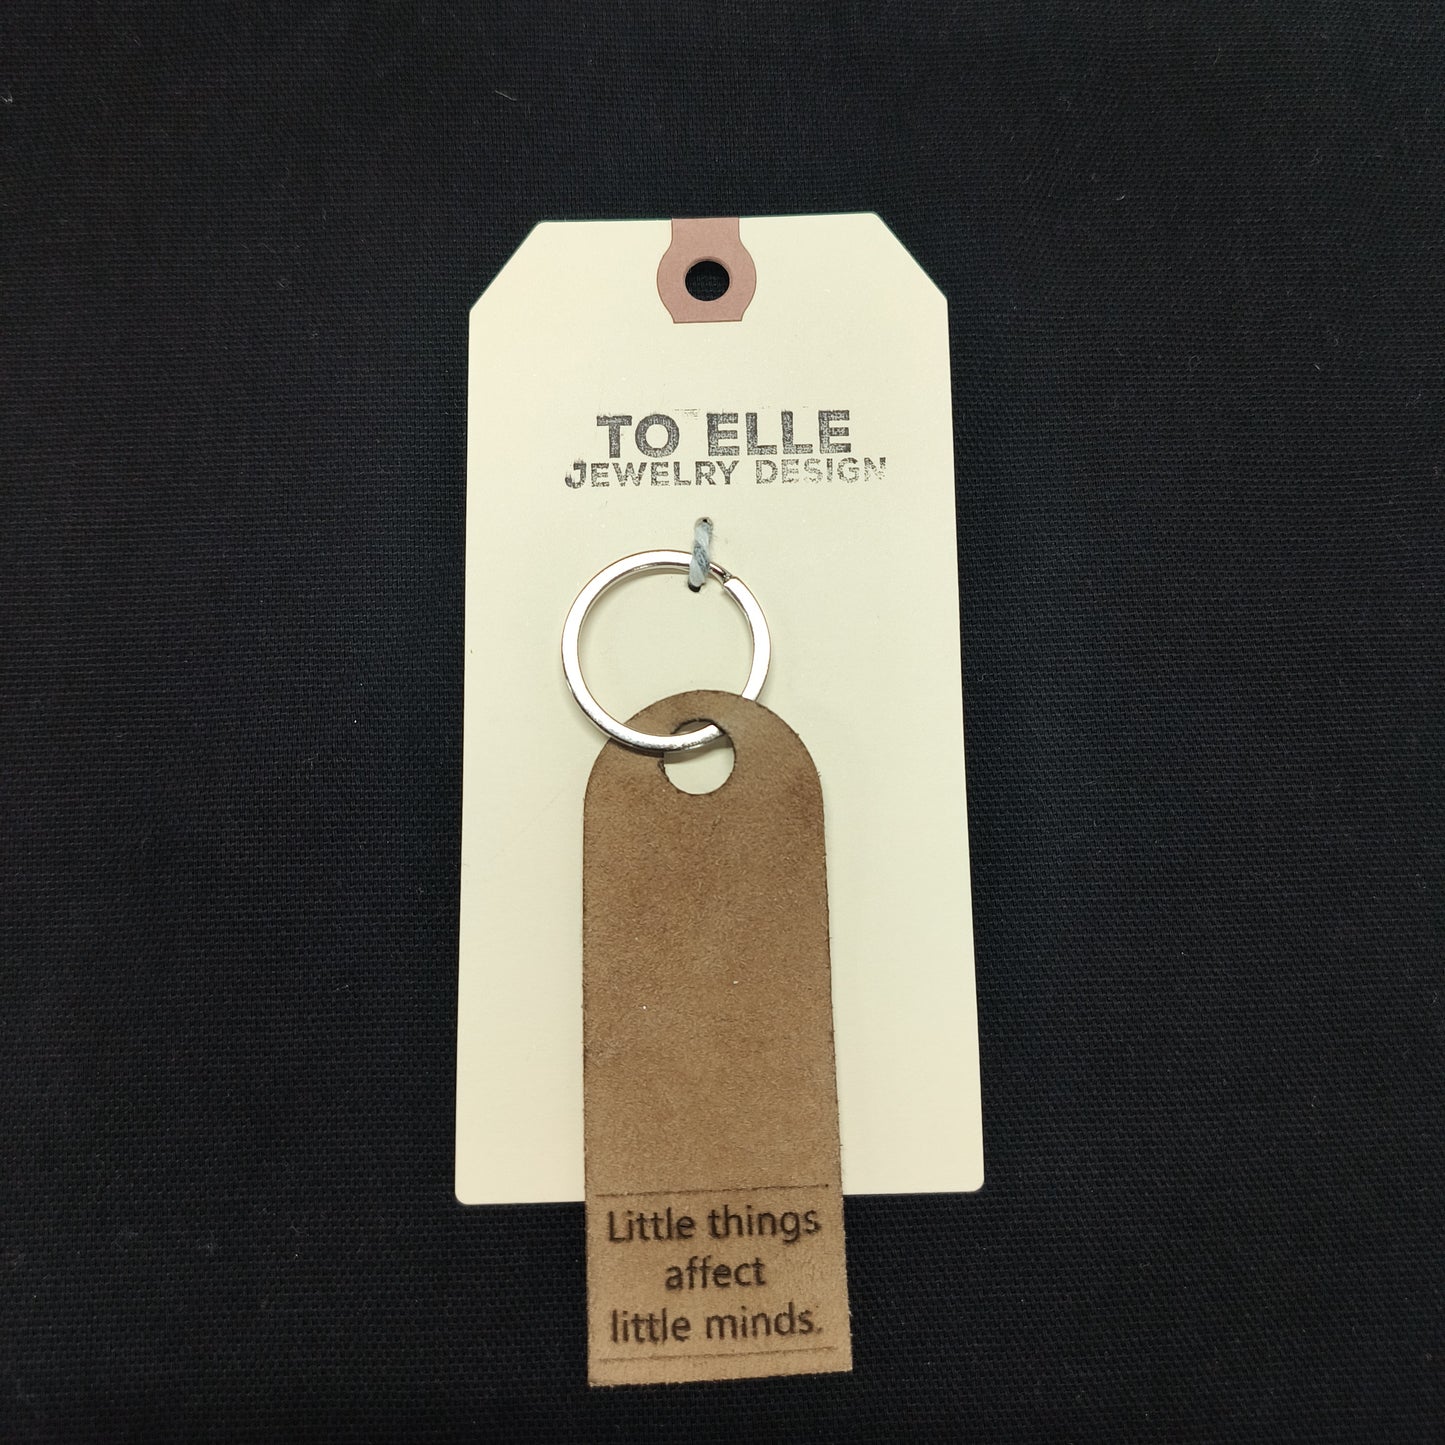 TO ELLE
JEWELRY DESIGN
Little things
affect
little minds.